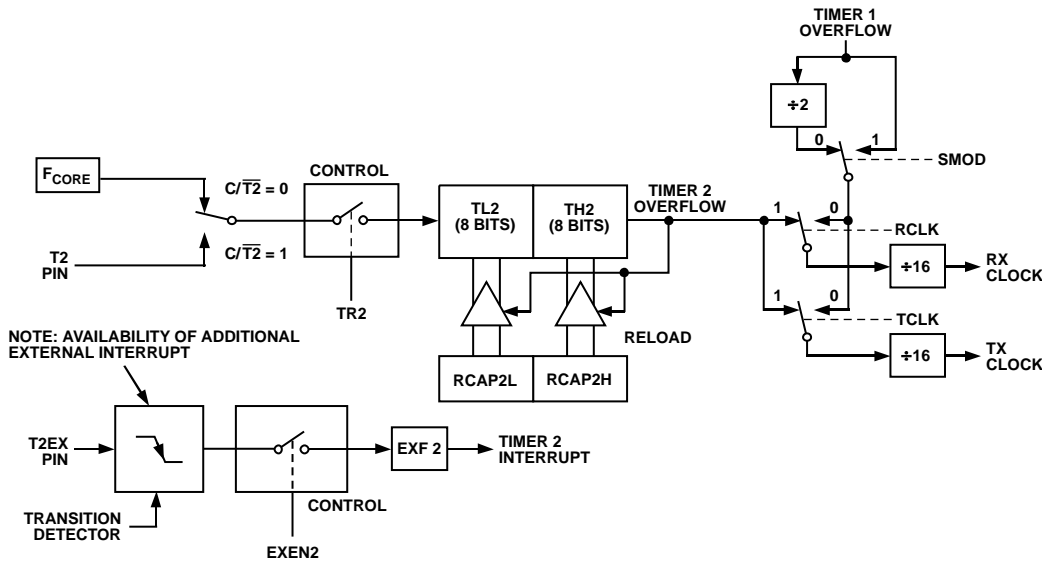 TIMER 1
OVERFLOW
÷2
0
1
SMOD
CONTROL
F_CORE
C/T̅2̅ = 0
TL2
(8 BITS)
TH2
(8 BITS)
TIMER 2
OVERFLOW
1
0
RCLK
C/T̅2̅ = 1
T2
PIN
÷16
RX
CLOCK
TR2
1
0
TCLK
RELOAD
NOTE: AVAILABILITY OF ADDITIONAL
EXTERNAL INTERRUPT
÷16
TX
CLOCK
RCAP2L
RCAP2H
T2EX
PIN
EXF 2
TIMER 2
INTERRUPT
CONTROL
TRANSITION
DETECTOR
EXEN2